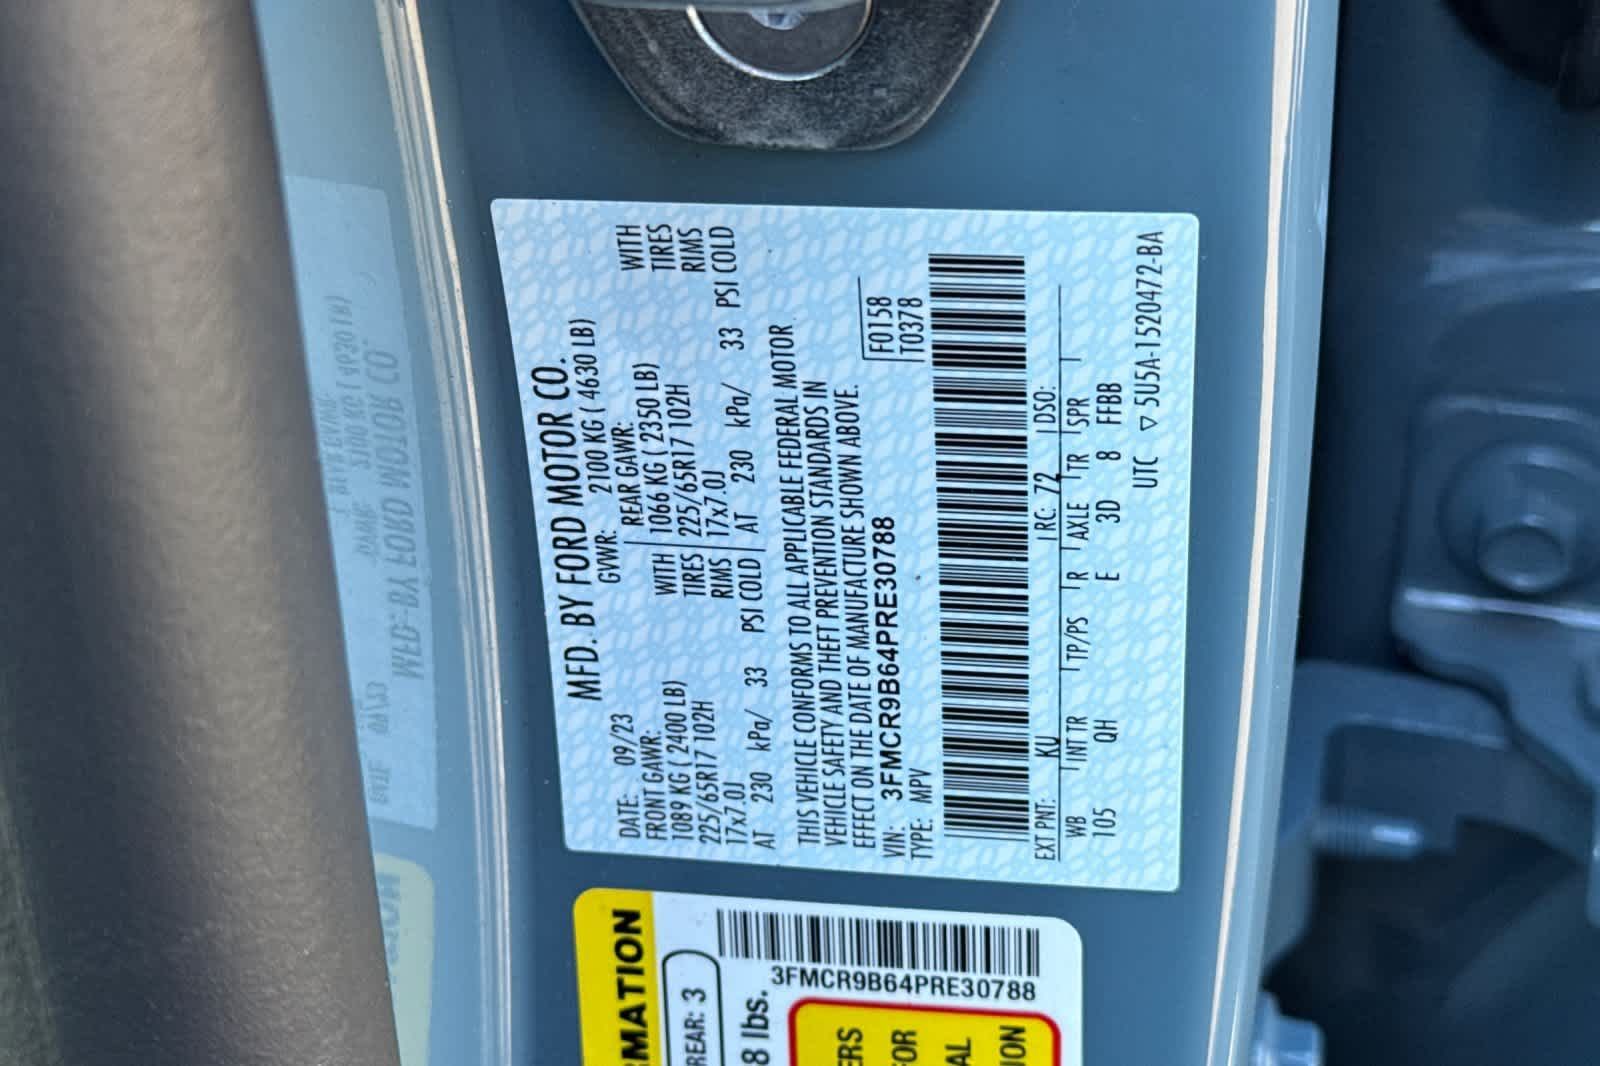 MFD. BY FORD MOTOR CO.
DATE: 09/23 GVWR: 2100 KG ( 4630 LB)
FRONT GAWR: REAR GAWR:
1089 KG ( 2400 LB) WITH 1066 KG ( 2350 LB) WITH
225/65R17 102H TIRES 225/65R17 102H TIRES
17x7.0J RIMS 17x7.0J RIMS
AT 230 kPa/ 33 PSI COLD AT 230 kPa/ 33 PSI COLD
THIS VEHICLE CONFORMS TO ALL APPLICABLE FEDERAL MOTOR
VEHICLE SAFETY AND THEFT PREVENTION STANDARDS IN
EFFECT ON THE DATE OF MANUFACTURE SHOWN ABOVE.
VIN: 3FMCR9B64PRE30788 F0158
TYPE: MPV T0378
EXT PNT: KU RC: 72 DSO:
WB INT TR TP/PS R AXLE TR SPR
105 QH E 3D 8 FFBB
UTC ▽ 5U5A-1520472-BA
RMATION
REAR: 3
3FMCR9B64PRE30788
8 lbs.
ERS
FOR
AL
ION